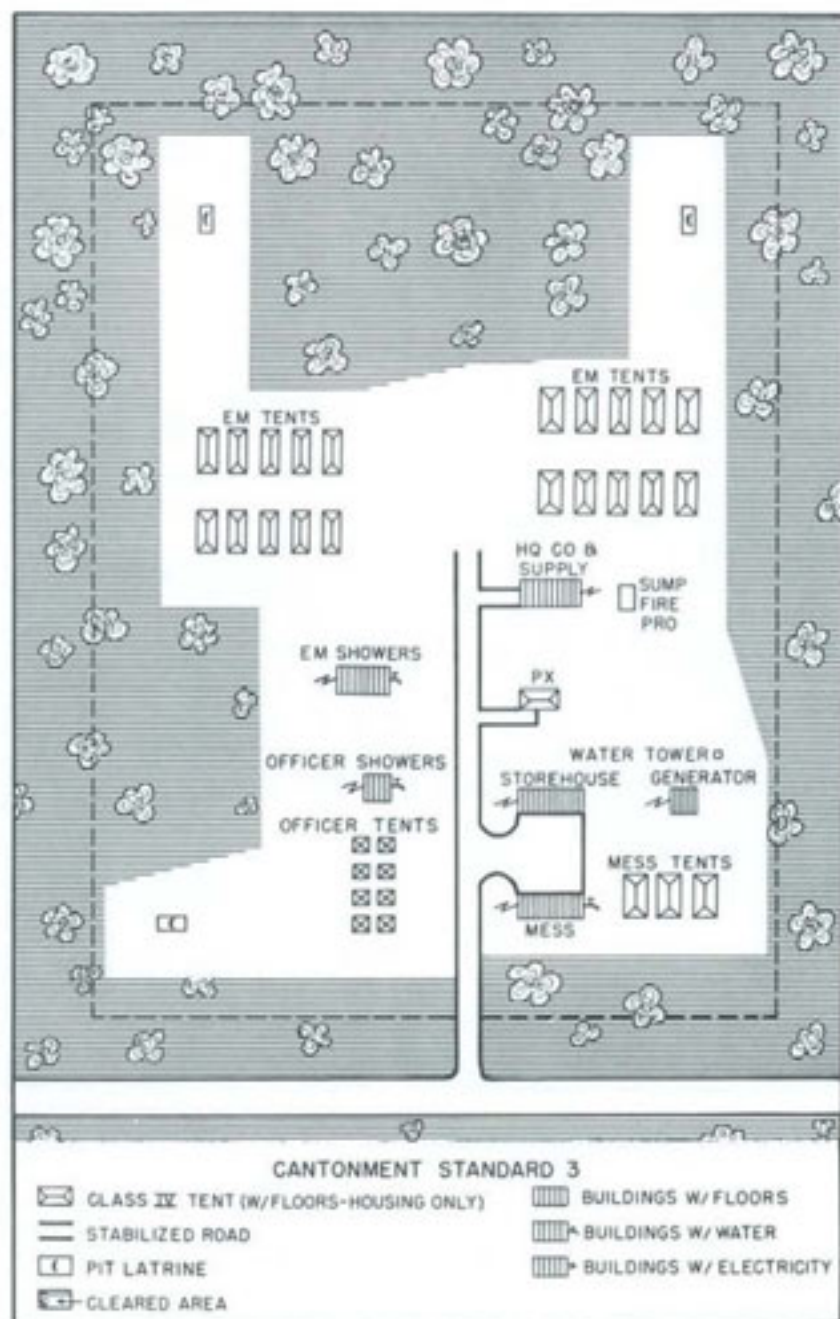 EM TENTS
EM TENTS
HQ CO &
SUPPLY
SUMP
FIRE
PRO
EM SHOWERS
PX
WATER TOWER
OFFICER SHOWERS
STOREHOUSE
GENERATOR
OFFICER TENTS
MESS TENTS
MESS
CANTONMENT STANDARD 3
CLASS IV TENT (W/FLOORS-HOUSING ONLY)
STABILIZED ROAD
PIT LATRINE
CLEARED AREA
BUILDINGS W/FLOORS
BUILDINGS W/WATER
BUILDINGS W/ ELECTRICITY